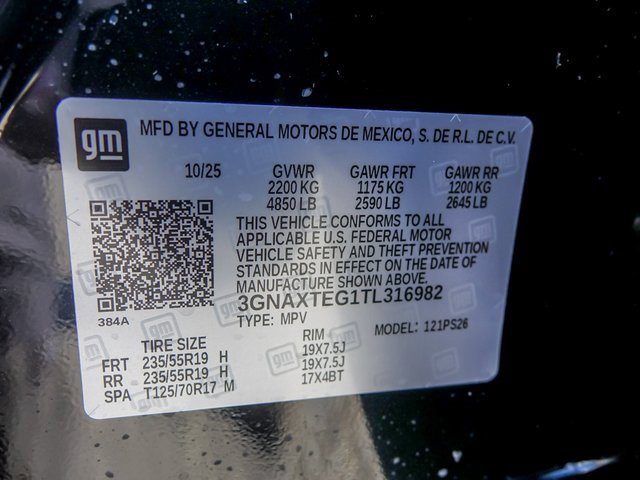 gm
MFD BY GENERAL MOTORS DE MEXICO, S. DE R.L. DE C.V.
10/25 GVWR GAWR FRT GAWR RR
2200 KG 1175 KG 1200 KG
4850 LB 2590 LB 2645 LB
THIS VEHICLE CONFORMS TO ALL
APPLICABLE U.S. FEDERAL MOTOR
VEHICLE SAFETY AND THEFT PREVENTION
STANDARDS IN EFFECT ON THE DATE OF
MANUFACTURE SHOWN ABOVE.
3GNAXTEG1TL316982
384A
TYPE: MPV MODEL: 121PS26
TIRE SIZE RIM
FRT 235/55R19 H 19X7.5J
RR 235/55R19 H 19X7.5J
SPA T125/70R17 M 17X4BT